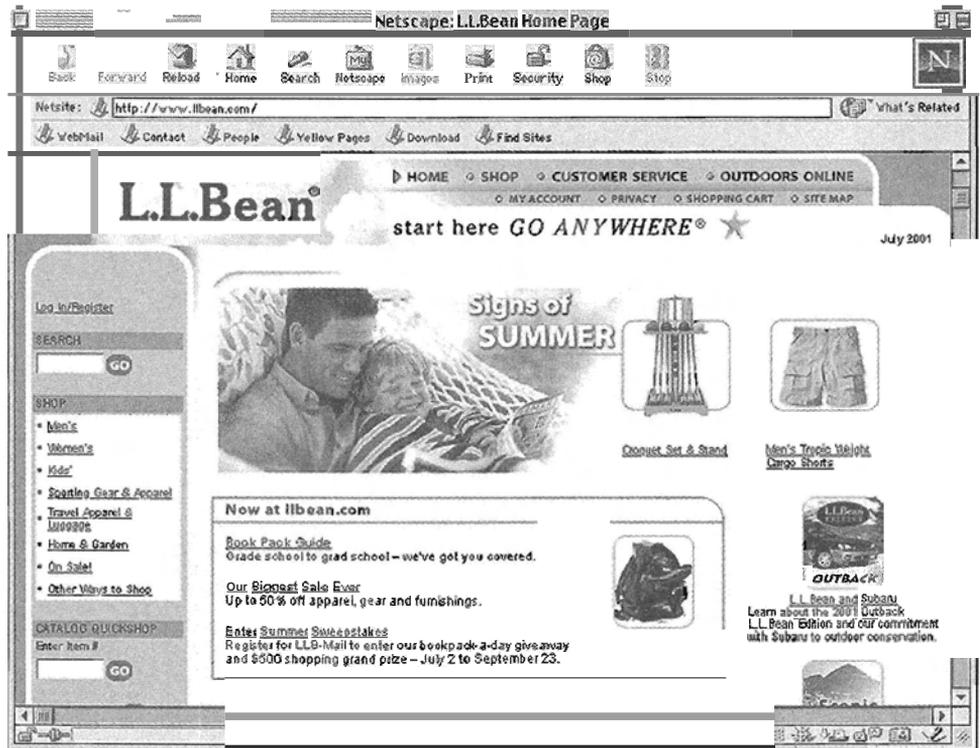 Netscape: L.L.Bean Home Page
Back Forward Reload Home Search Netscape Images Print Security Shop Stop
N
Netsite: http://www.llbean.com/ What's Related
WebMail Contact People Yellow Pages Download Find Sites
HOME SHOP CUSTOMER SERVICE OUTDOORS ONLINE
L.L.Bean®
MY ACCOUNT PRIVACY SHOPPING CART SITE MAP
start here GO ANYWHERE®
July 2001
Log In/Register
SEARCH
GO
SHOP
Men's
Women's
Kids'
Sporting Gear & Apparel
Travel Apparel &
Luggage
Home & Garden
On Sale!
Other Ways to Shop
CATALOG QUICKSHOP
Enter Item #
GO
Signs of
SUMMER
Croquet Set & Stand
Men's Tropic Weight
Cargo Shorts
Now at llbean.com
Book Pack Guide
Grade school to grad school – we've got you covered.
Our Biggest Sale Ever
Up to 50% off apparel, gear and furnishings.
Enter Summer Sweepstakes
Register for LLB-Mail to enter our book pack-a-day giveaway
and $500 shopping grand prize – July 2 to September 23.
L.L.Bean
OUTBACK
L.L.Bean and Subaru
Learn about the 2001 Outback
L.L.Bean Edition and our commitment
with Subaru to outdoor conservation.
Scenic